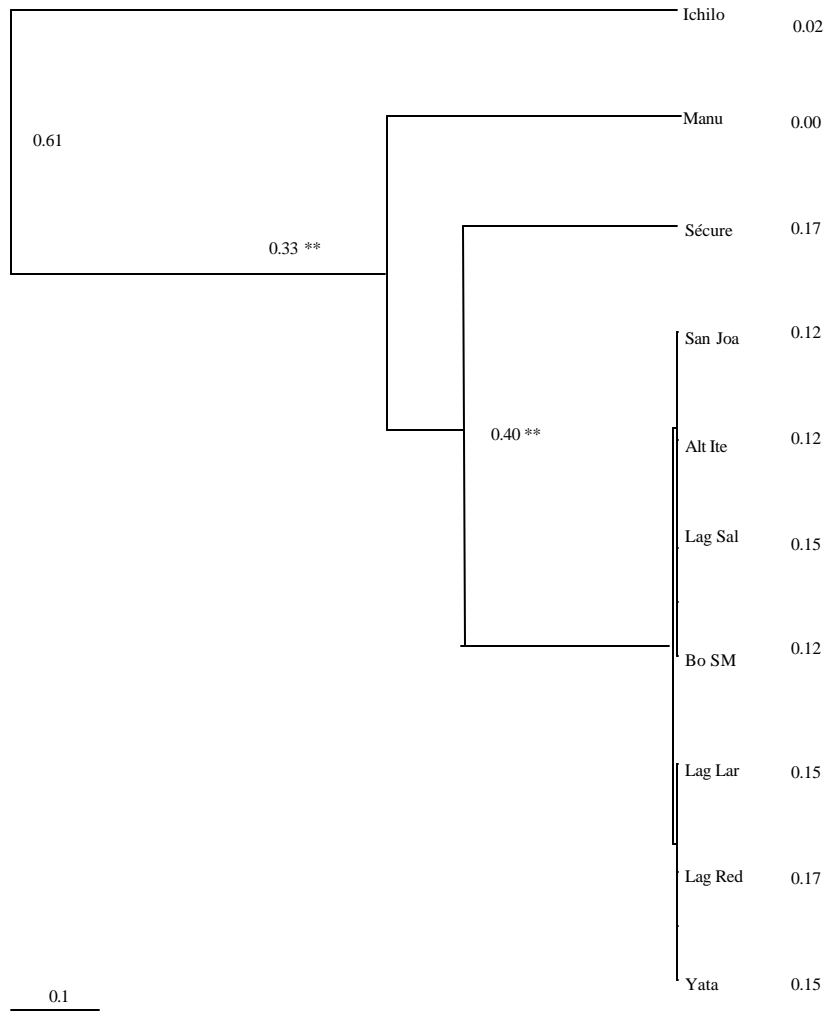 Ichilo 0.02
Manu 0.00
0.61
Sécure 0.17
0.33 **
San Joa 0.12
0.40 **
Alt Ite 0.12
Lag Sal 0.15
Bo SM 0.12
Lag Lar 0.15
Lag Red 0.17
Yata 0.15
0.1